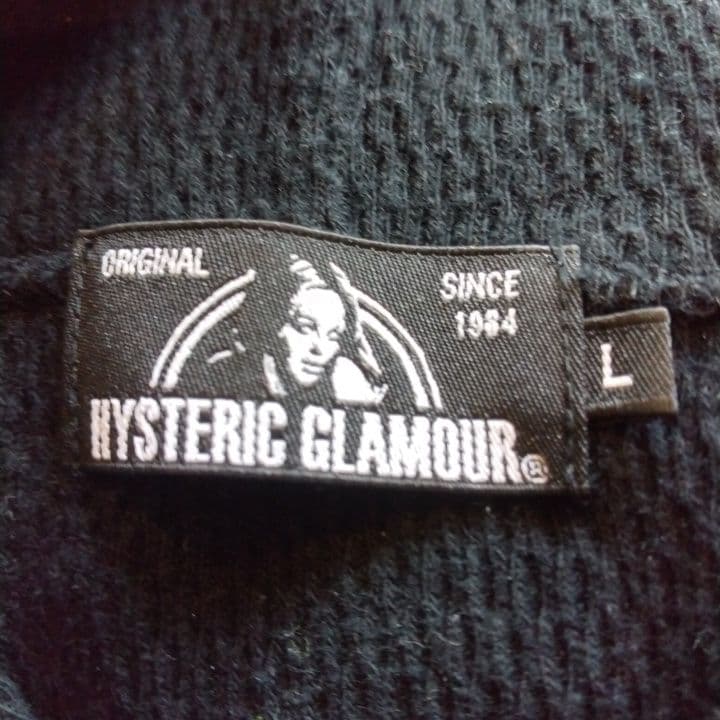 ORIGINAL
SINCE
1984
HYSTERIC GLAMOUR®
L